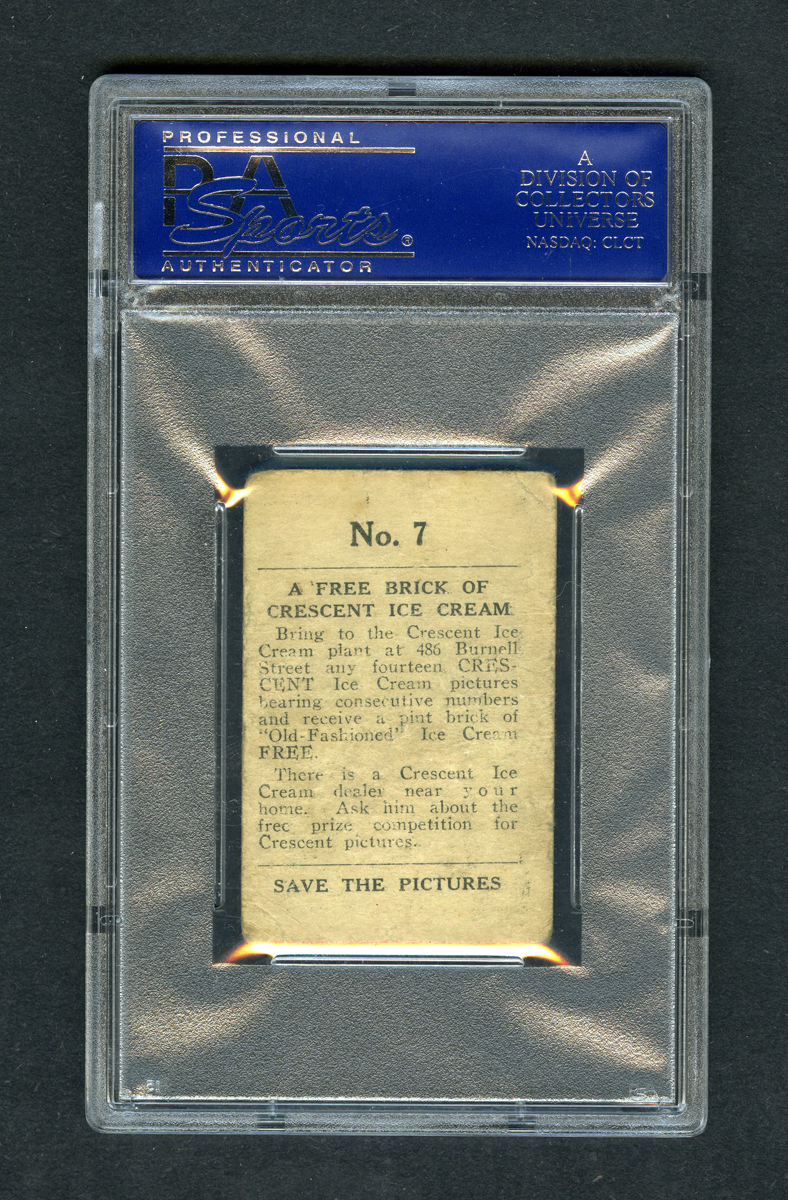 PROFESSIONAL
PSA
Sports®
AUTHENTICATOR
A
DIVISION OF
COLLECTORS
UNIVERSE
NASDAQ: CLCT
No. 7
A FREE BRICK OF
CRESCENT ICE CREAM
Bring to the Crescent Ice
Cream plant at 486 Burnell
Street any fourteen CRES-
CENT Ice Cream pictures
bearing consecutive numbers
and receive a pint brick of
"Old-Fashioned" Ice Cream
FREE.
There is a Crescent Ice
Cream dealer near your
home. Ask him about the
free prize competition for
Crescent pictures.
SAVE THE PICTURES